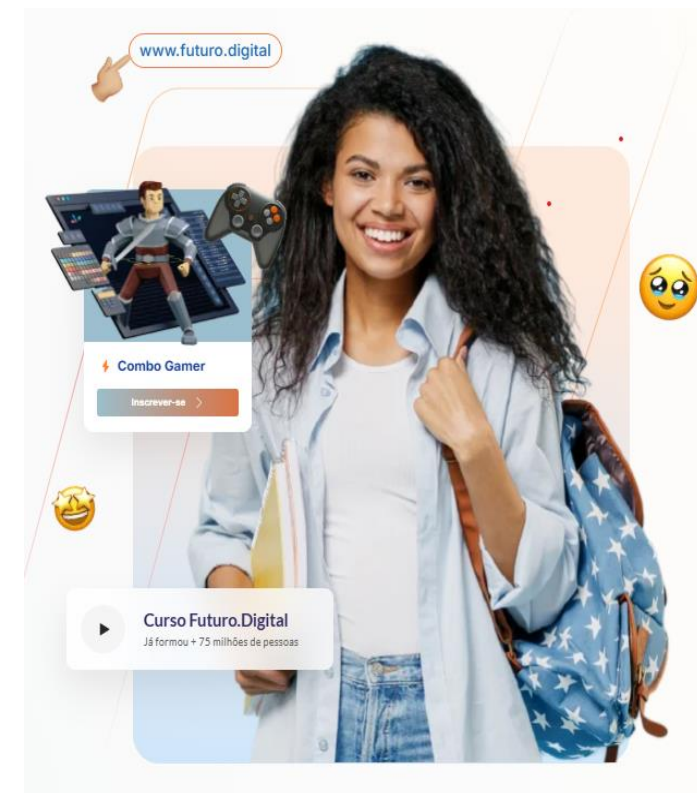 www.futuro.digital
Combo Gamer
Inscrever-se
Curso Futuro.Digital
Já formou + 75 milhões de pessoas